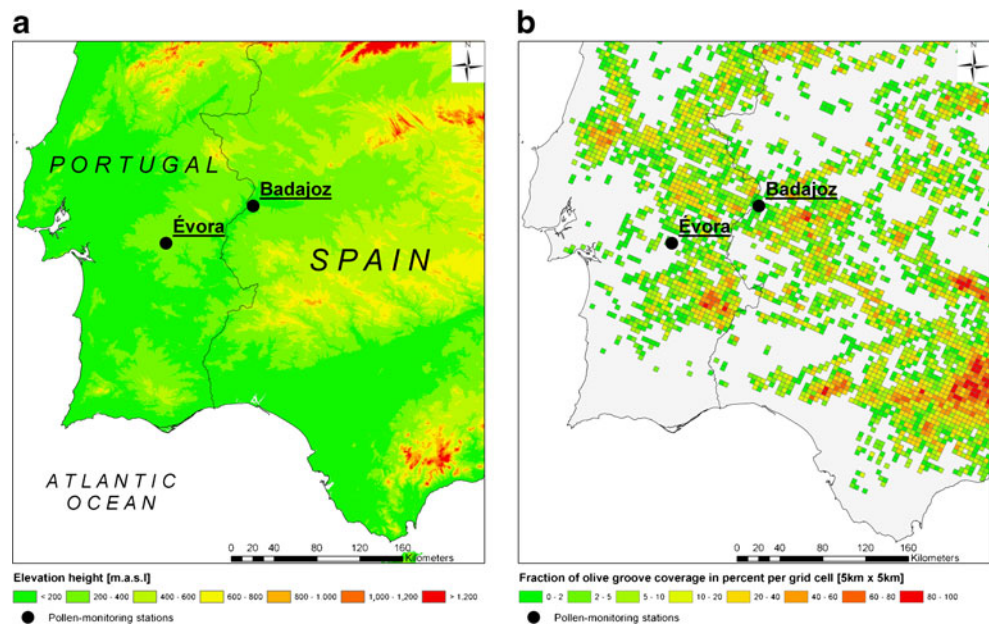 a
N
PORTUGAL
Badajoz
Évora
SPAIN
ATLANTIC
OCEAN
0 20 40 80 120 160
Kilometers
Elevation height [m.a.s.l]
< 200 200 - 400 400 - 600 600 - 800 800 - 1.000 1,000 - 1,200 > 1.200
Pollen-monitoring stations
b
N
Badajoz
Évora
0 20 40 80 120 160
Kilometers
Fraction of olive groove coverage in percent per grid cell [5km x 5km]
0 - 2 2 - 5 5 - 10 10 - 20 20 - 40 40 - 60 60 - 80 80 - 100
Pollen-monitoring stations